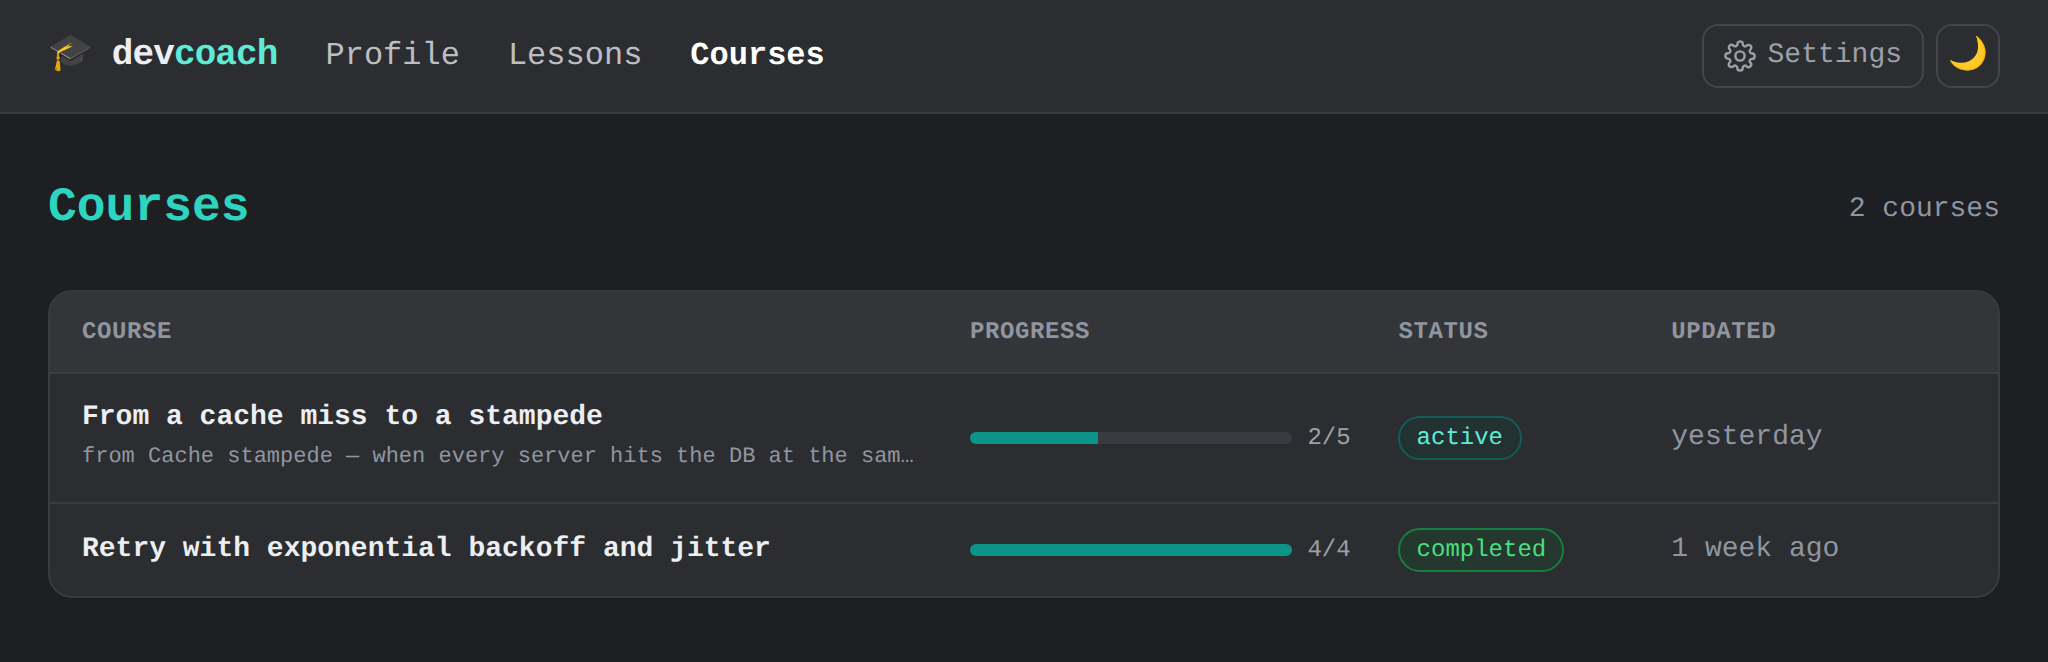 devcoach Profile Lessons Courses Settings
Courses
2 courses
COURSE PROGRESS STATUS UPDATED
From a cache miss to a stampede
from Cache stampede — when every server hits the DB at the sam…
2/5 active yesterday
Retry with exponential backoff and jitter 4/4 completed 1 week ago